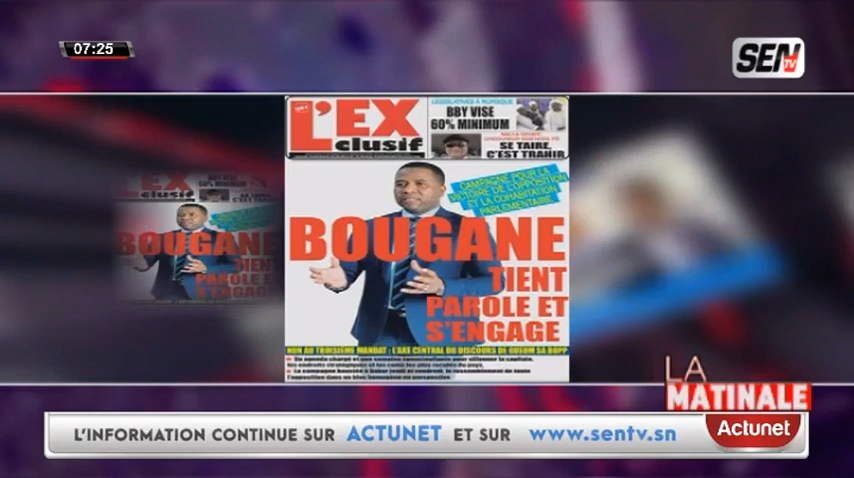 07:25
SEN TV
L'EX
clusif
LEGISLATIVES À RUFISQUE
BBY VISE
60% MINIMUM
SE TAIRE,
C'EST TRAHIR
CAMPAGNE POUR LA
VICTOIRE DE L'OPPOSITION
ET LA COHABITATION
PARLEMENTAIRE
BOUGANE
TIENT
PAROLE ET
S'ENGAGE
NON AU TROISIEME MANDAT : L'AXE CENTRAL DU DISCOURS DE GUEUM SA BOPP
LA
MATINALE
L'INFORMATION CONTINUE SUR ACTUNET ET SUR www.sentv.sn
Actunet